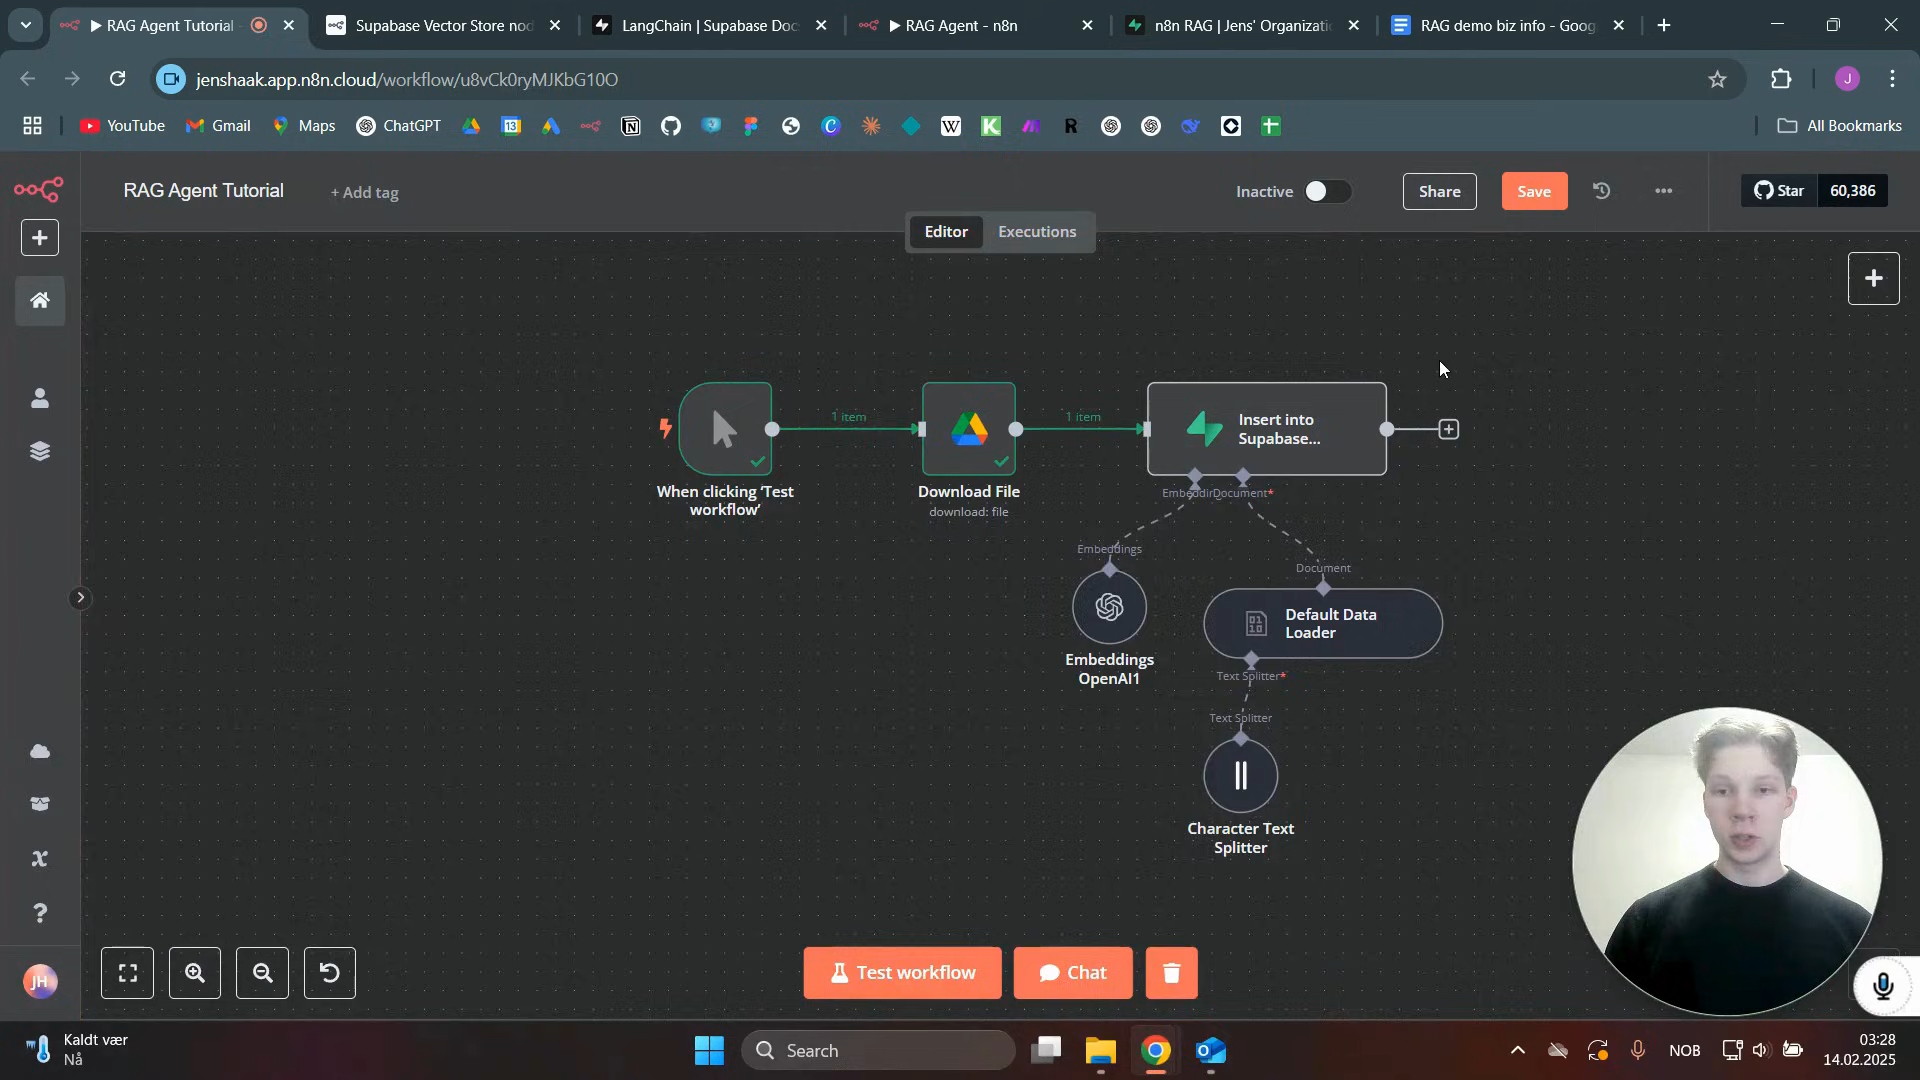 RAG Agent Tutorial
Supabase Vector Store nod
LangChain | Supabase Doc
RAG Agent - n8n
n8n RAG | Jens' Organizati
RAG demo biz info - Goog
jenshaak.app.n8n.cloud/workflow/u8vCk0ryMJKbG10O
J
YouTube
Gmail
Maps
ChatGPT
All Bookmarks
RAG Agent Tutorial
+ Add tag
Inactive
Share
Save
Star
60,386
Editor
Executions
1 item
1 item
Insert into
Supabase...
When clicking ‘Test
workflow’
Download File
download: file
EmbeddirDocument*
Embeddings
Document
Default Data
Loader
Embeddings
OpenAI1
Text Splitter*
Text Splitter
Character Text
Splitter
JH
Test workflow
Chat
Kaldt vær
Nå
Search
NOB
03:28
14.02.2025